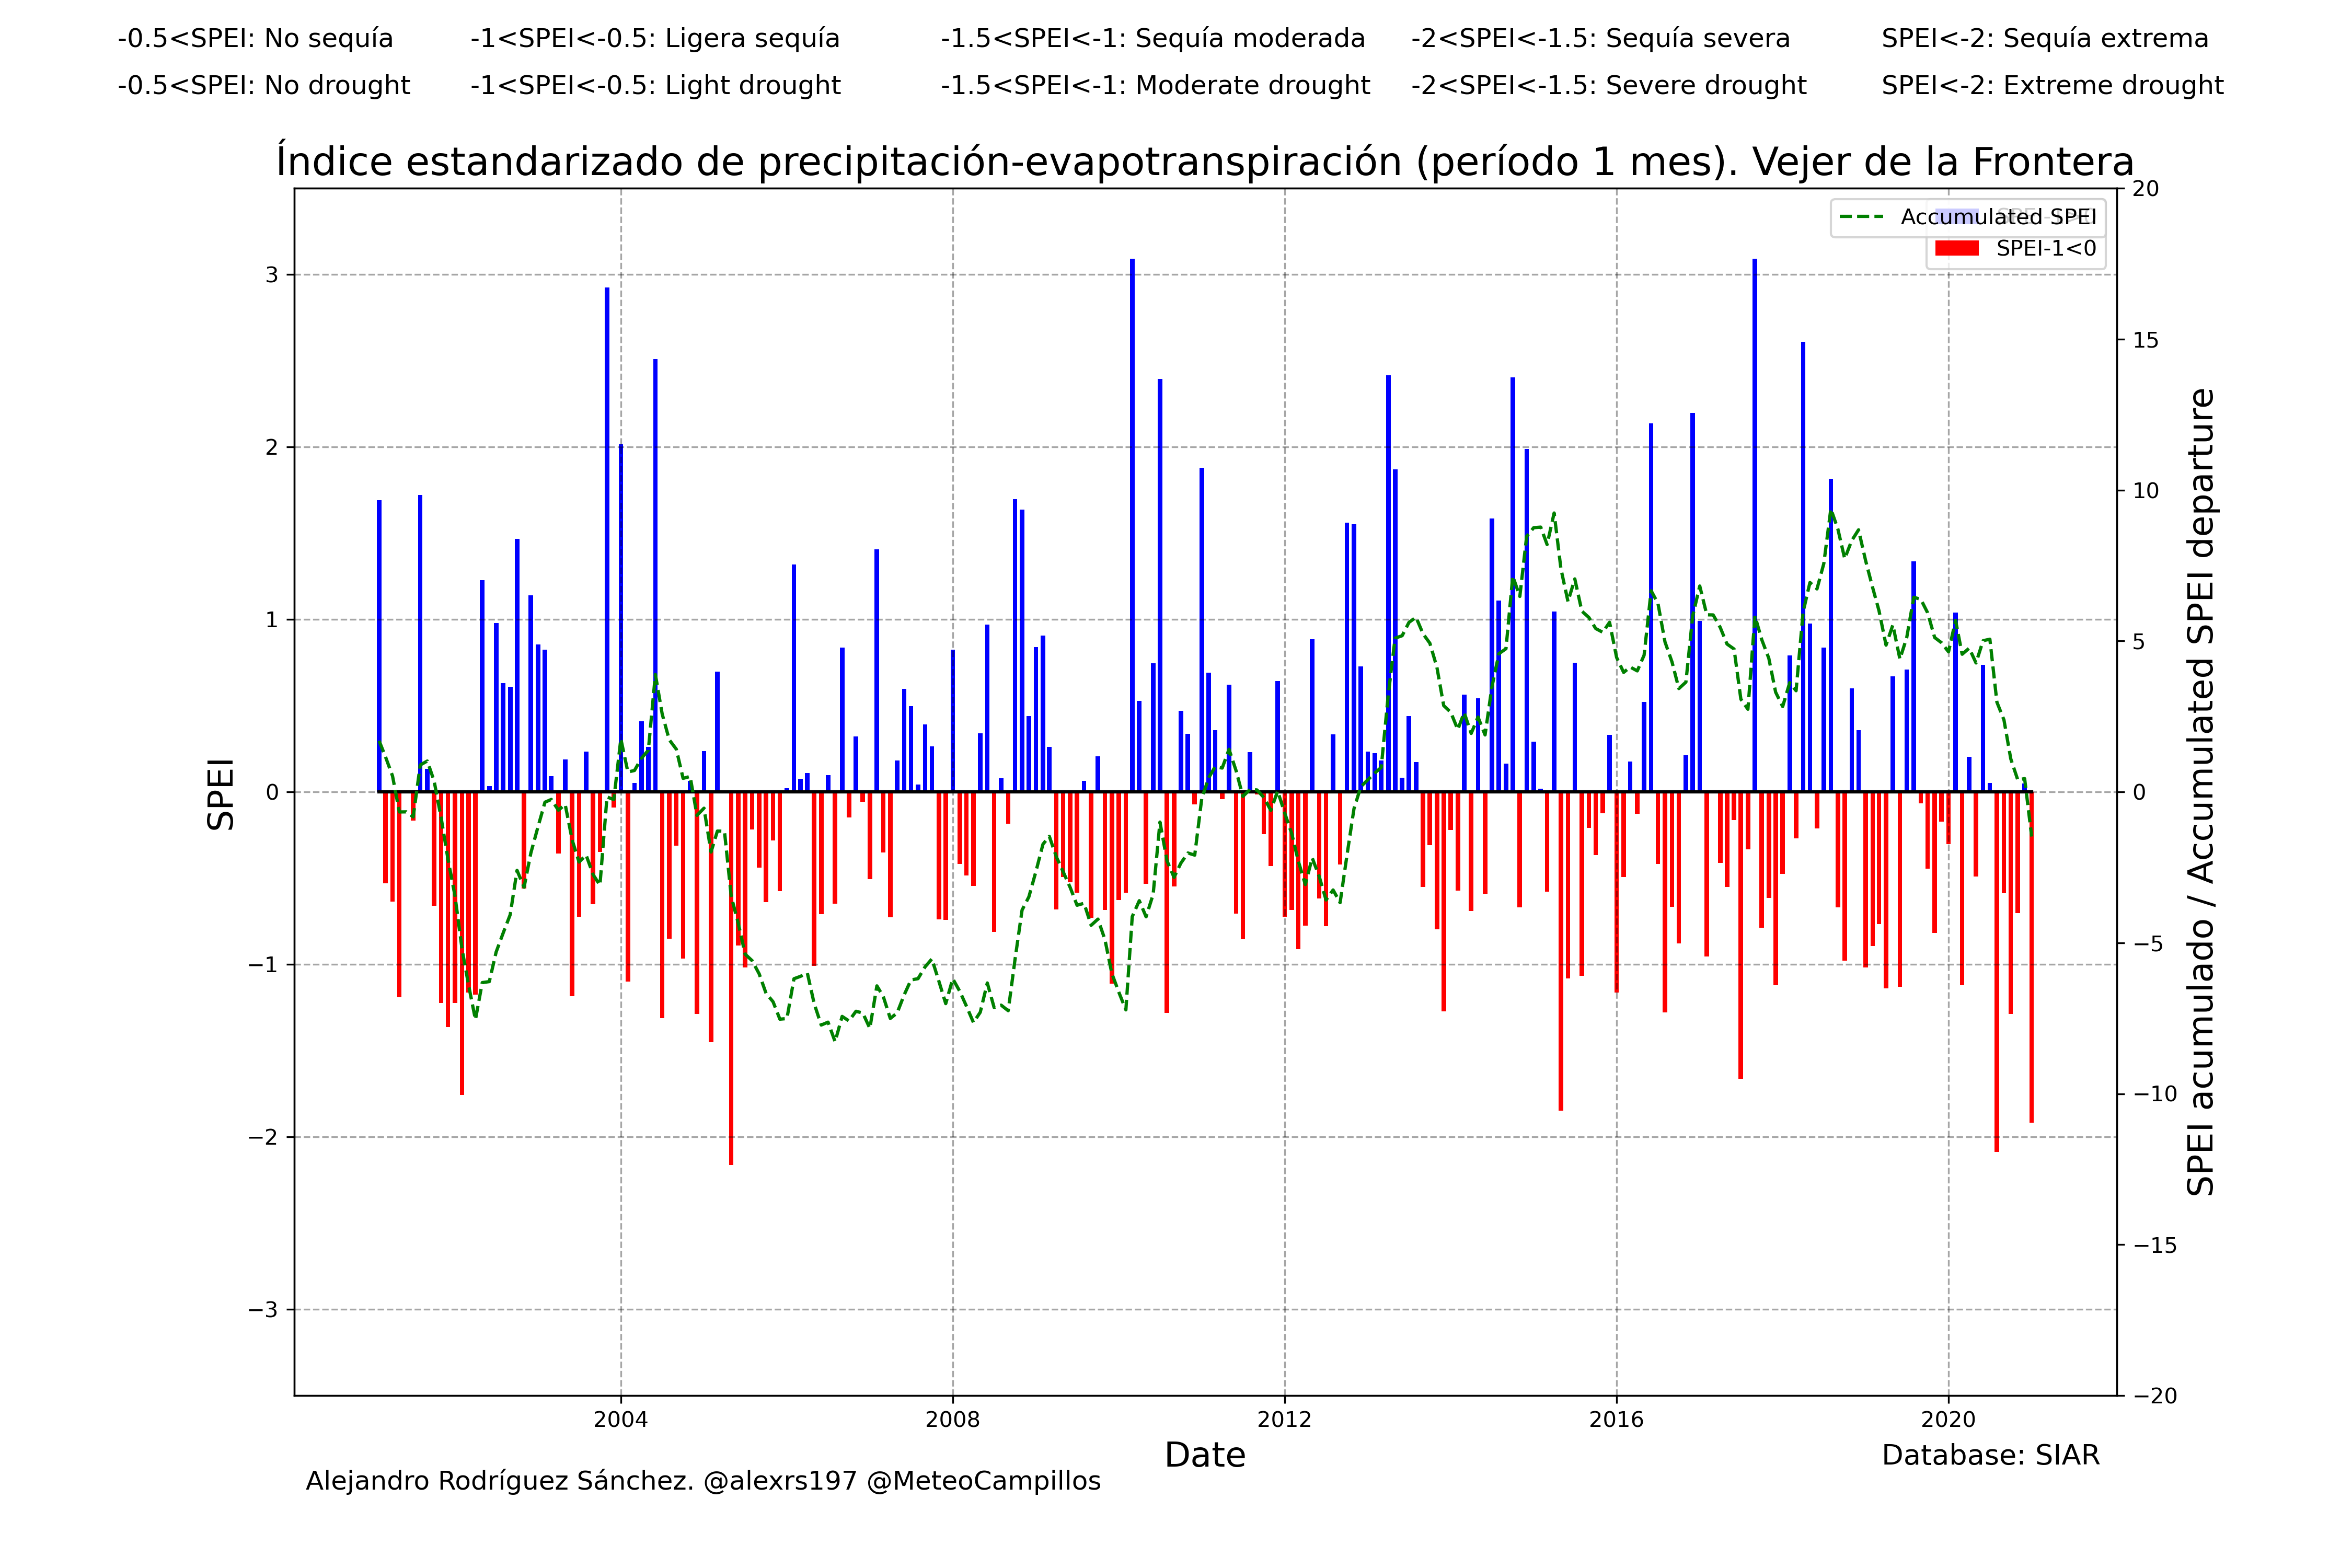 -0.5<SPEI: No sequía -1<SPEI<-0.5: Ligera sequía -1.5<SPEI<-1: Sequía moderada -2<SPEI<-1.5: Sequía severa SPEI<-2: Sequía extrema
-0.5<SPEI: No drought -1<SPEI<-0.5: Light drought -1.5<SPEI<-1: Moderate drought -2<SPEI<-1.5: Severe drought SPEI<-2: Extreme drought
Índice estandarizado de precipitación-evapotranspiración (período 1 mes). Vejer de la Frontera
Accumulated SPEI
SPEI-1<0
SPEI
3
2
1
0
−1
−2
−3
20
15
10
5
0
−5
−10
−15
−20
SPEI acumulado / Accumulated SPEI departure
2004 2008 2012 2016 2020
Date
Database: SIAR
Alejandro Rodríguez Sánchez. @alexrs197 @MeteoCampillos